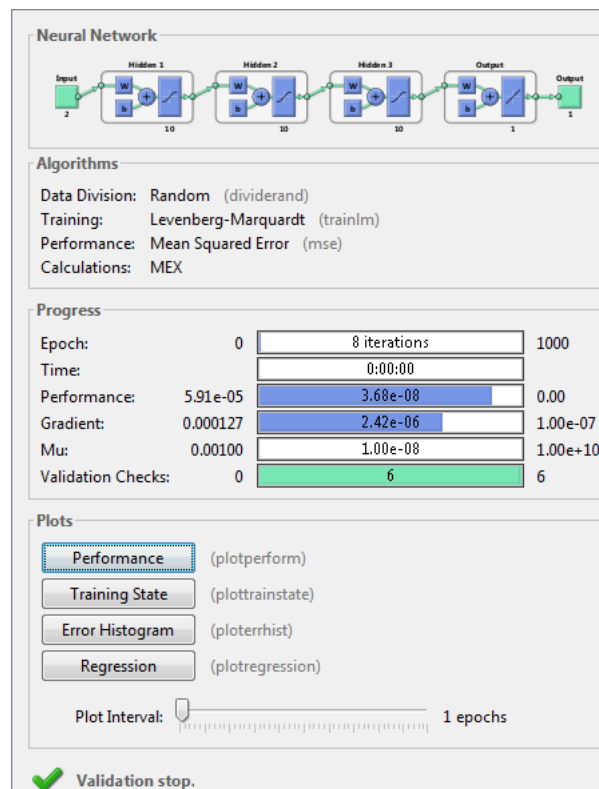 Neural Network
Hidden 1 Hidden 2 Hidden 3 Output
Input Output
W W W W
b b b b
2 10 10 10 1 1
Algorithms
Data Division: Random (dividerand)
Training: Levenberg-Marquardt (trainlm)
Performance: Mean Squared Error (mse)
Calculations: MEX
Progress
Epoch: 0 8 iterations 1000
Time: 0:00:00
Performance: 5.91e-05 3.68e-08 0.00
Gradient: 0.000127 2.42e-06 1.00e-07
Mu: 0.00100 1.00e-08 1.00e+10
Validation Checks: 0 6 6
Plots
Performance (plotperform)
Training State (plottrainstate)
Error Histogram (ploterrhist)
Regression (plotregression)
Plot Interval: 1 epochs
Validation stop.